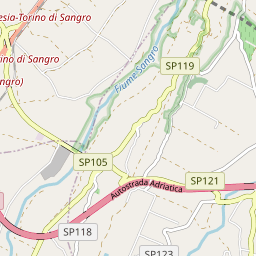 esia-Torino di Sangro
ino di Sangro
ngro)
Fiume Sangro
SP119
SP105
Autostrada Adriatica
SP121
SP118
SP123